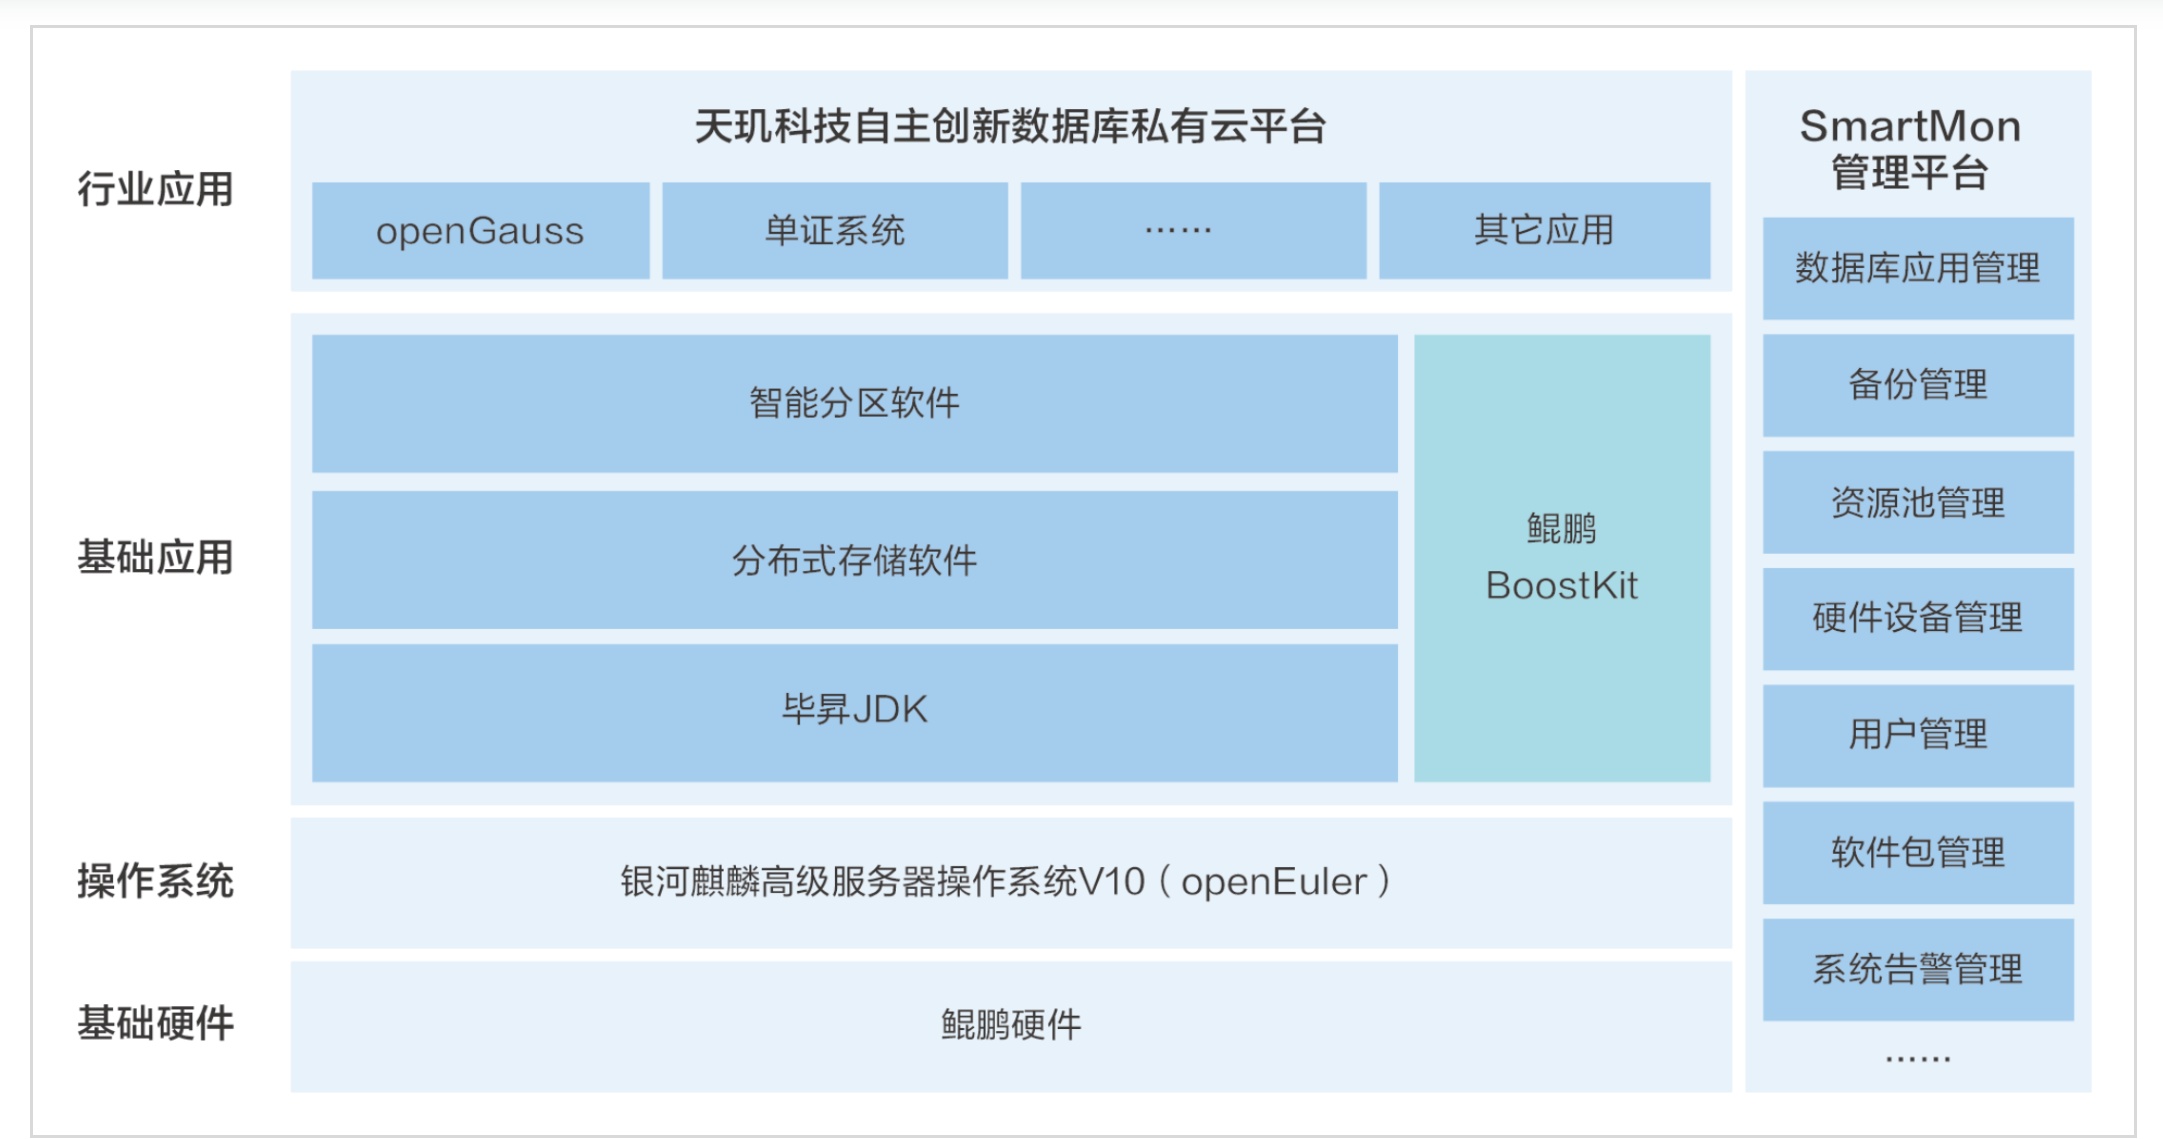 行业应用
天玑科技自主创新数据库私有云平台
openGauss
单证系统
……
其它应用
基础应用
智能分区软件
分布式存储软件
毕昇JDK
鲲鹏
BoostKit
操作系统
银河麒麟高级服务器操作系统V10（openEuler）
基础硬件
鲲鹏硬件
SmartMon
管理平台
数据库应用管理
备份管理
资源池管理
硬件设备管理
用户管理
软件包管理
系统告警管理
……